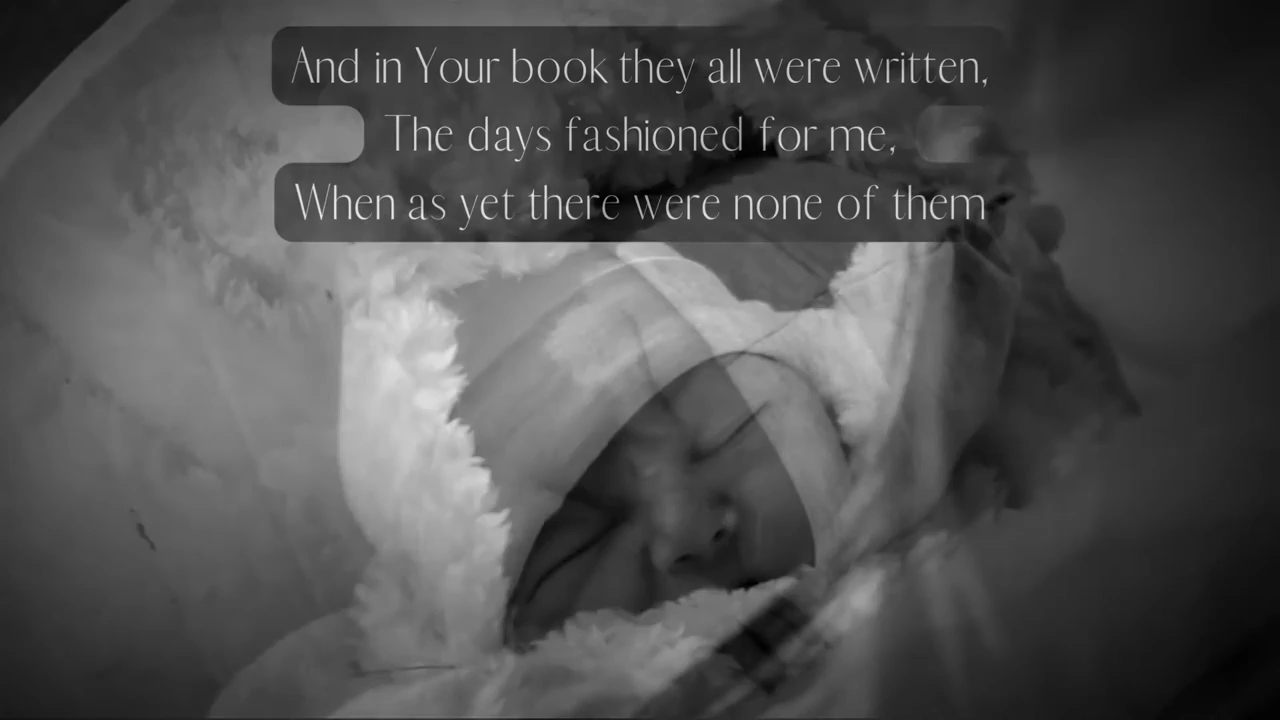 And in Your book they all were written,
The days fashioned for me,
When as yet there were none of them